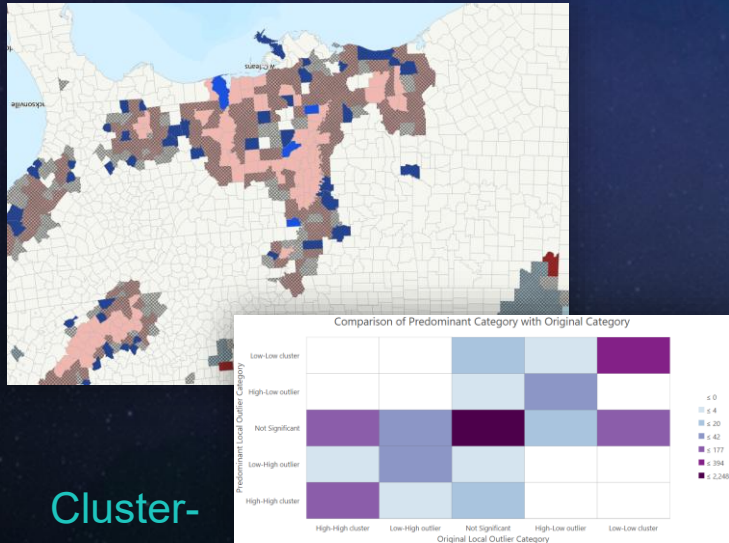 cksonville
Comparison of Predominant Category with Original Category
Predominant Local Outlier Category
Low-Low cluster
High-Low outlier
Not Significant
Low-High outlier
High-High cluster
≤ 0
≤ 4
≤ 20
≤ 42
≤ 177
≤ 394
≤ 2,248
High-High cluster
Low-High outlier
Not Significant
High-Low outlier
Low-Low cluster
Original Local Outlier Category
Cluster-